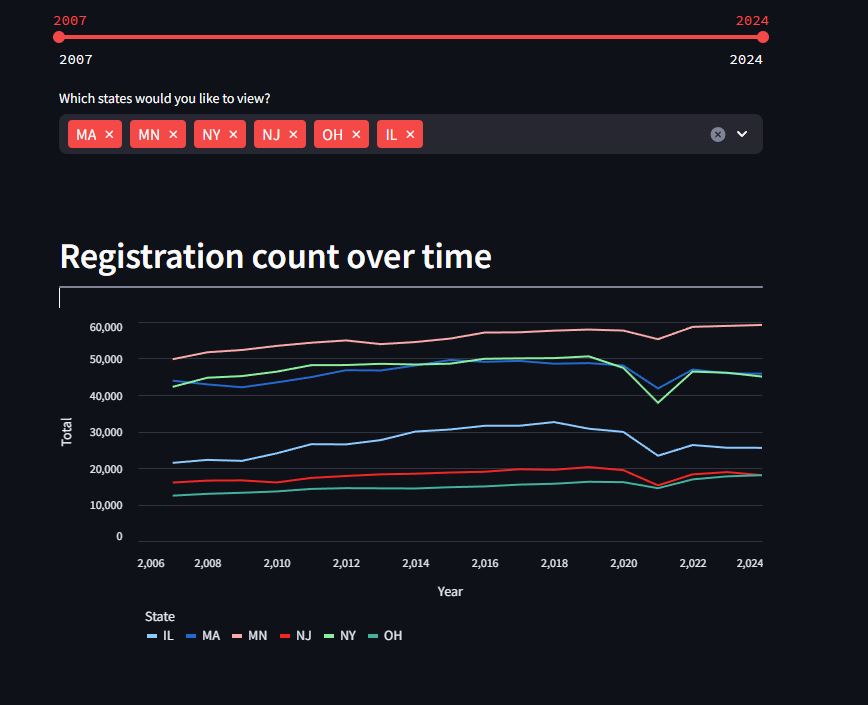 2007 2024
2007 2024
Which states would you like to view?
MA MN NY NJ OH IL
Registration count over time
60,000
50,000
40,000
30,000
20,000
10,000
0
Total
2,006 2,008 2,010 2,012 2,014 2,016 2,018 2,020 2,022 2,024
Year
State
IL MA MN NJ NY OH